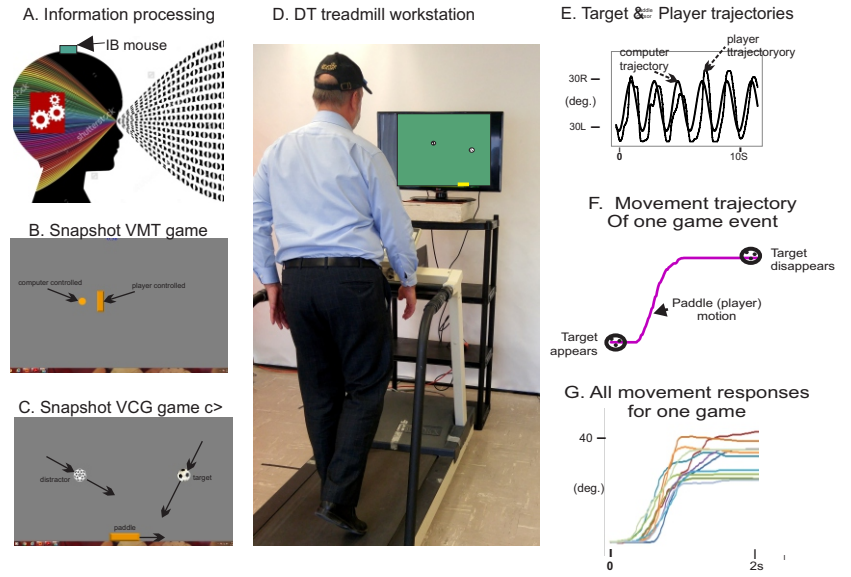 A. Information processing
IB mouse
shutterstock
B. Snapshot VMT game
computer controlled
player controlled
C. Snapshot VCG game c>
distractor
target
paddle
D. DT treadmill workstation
E. Target & Player trajectories
computer
trajectory
player
ttrajectoryory
30R
(deg.)
30L
0
10S
F. Movement trajectory
Of one game event
Target
disappears
Paddle (player)
motion
Target
appears
G. All movement responses
for one game
40
(deg.)
0
2s